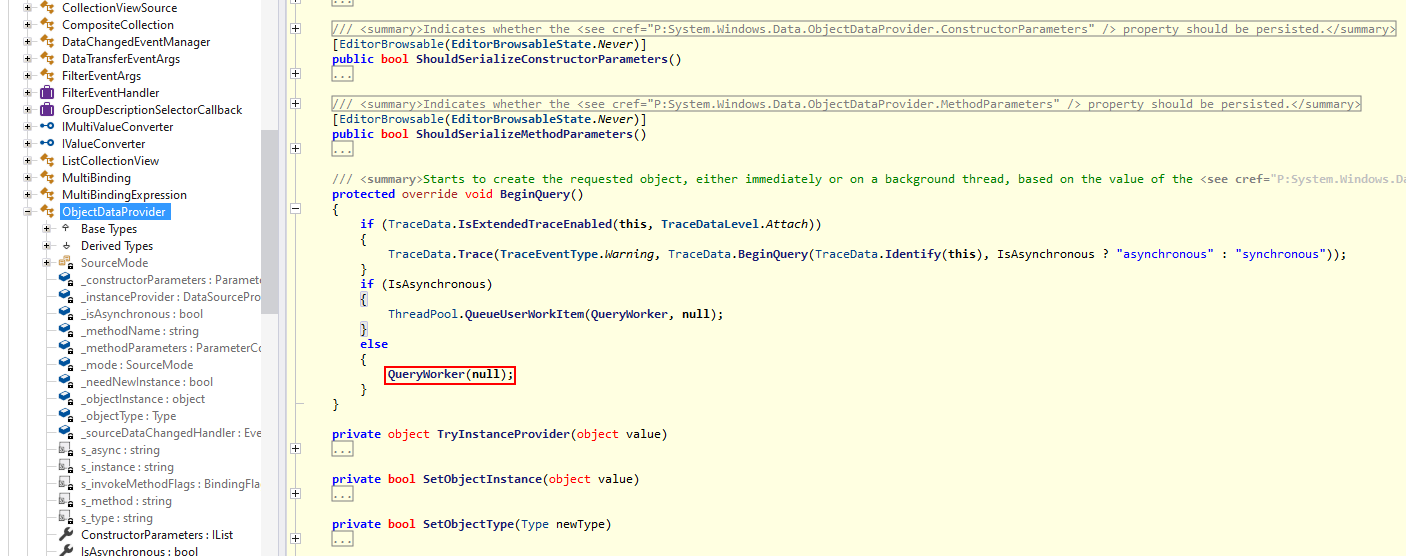 CollectionViewSource
CompositeCollection
DataChangedEventManager
DataTransferEventArgs
FilterEventArgs
FilterEventHandler
GroupDescriptionSelectorCallback
IMultiValueConverter
IValueConverter
ListCollectionView
MultiBinding
MultiBindingExpression
ObjectDataProvider
Base Types
Derived Types
SourceMode
_constructorParameters : Paramete
_instanceProvider : DataSourcePro
_isAsynchronous : bool
_methodName : string
_methodParameters : ParameterCo
_mode : SourceMode
_needNewInstance : bool
_objectInstance : object
_objectType : Type
_sourceDataChangedHandler : Eve
s_async : string
s_instance : string
s_invokeMethodFlags : BindingFla
s_method : string
s_type : string
ConstructorParameters : IList
IsAsynchronous : bool
...
/// <summary>Indicates whether the <see cref="P:System.Windows.Data.ObjectDataProvider.ConstructorParameters" /> property should be persisted.</summary>
[EditorBrowsable(EditorBrowsableState.Never)]
public bool ShouldSerializeConstructorParameters()
...
/// <summary>Indicates whether the <see cref="P:System.Windows.Data.ObjectDataProvider.MethodParameters" /> property should be persisted.</summary>
[EditorBrowsable(EditorBrowsableState.Never)]
public bool ShouldSerializeMethodParameters()
...
/// <summary>Starts to create the requested object, either immediately or on a background thread, based on the value of the <see cref="P:System.Windows.Da
protected override void BeginQuery()
{
if (TraceData.IsExtendedTraceEnabled(this, TraceDataLevel.Attach))
{
TraceData.Trace(TraceEventType.Warning, TraceData.BeginQuery(TraceData.Identify(this), IsAsynchronous ? "asynchronous" : "synchronous"));
}
if (IsAsynchronous)
{
ThreadPool.QueueUserWorkItem(QueryWorker, null);
}
else
{
QueryWorker(null);
}
}
private object TryInstanceProvider(object value)
...
private bool SetObjectInstance(object value)
...
private bool SetObjectType(Type newType)
...